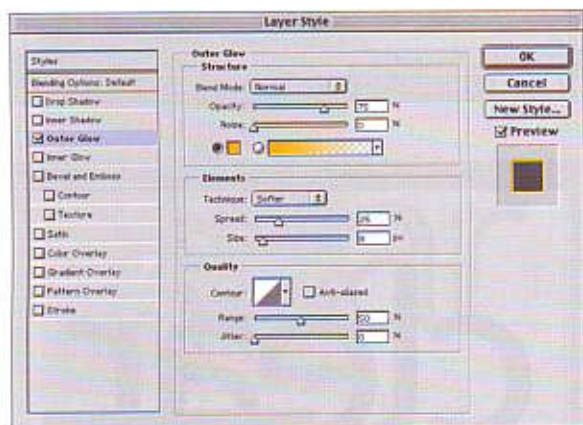 Layer Style
Styles
Blending Options: Default
Drop Shadow
Inner Shadow
Outer Glow
Inner Glow
Bevel and Emboss
Contour
Texture
Satin
Color Overlay
Gradient Overlay
Pattern Overlay
Stroke
Outer Glow
Structure
Blend Mode: Normal
Opacity: 75 %
Noise: 0 %
Elements
Technique: Softer
Spread: %
Size: px
Quality
Contour: Anti-aliased
Range: 50 %
Jitter: 0 %
OK
Cancel
New Style...
Preview